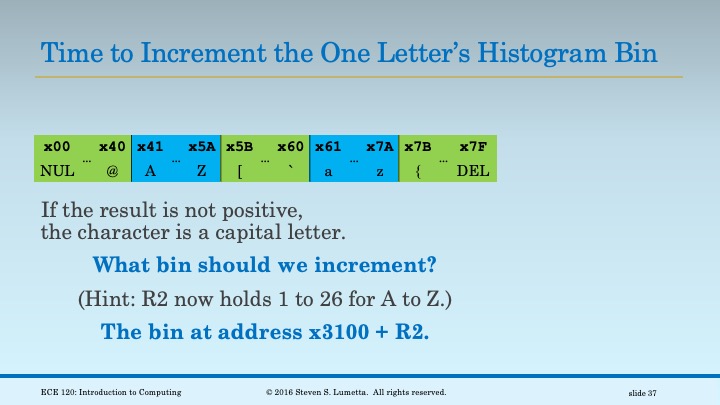 Time to Increment the One Letter’s Histogram Bin
x00 ... x40 x41 ... x5A x5B ... x60 x61 ... x7A x7B ... x7F
NUL @ A Z [ ` a z { DEL
If the result is not positive,
the character is a capital letter.
What bin should we increment?
(Hint: R2 now holds 1 to 26 for A to Z.)
The bin at address x3100 + R2.
ECE 120: Introduction to Computing © 2016 Steven S. Lumetta. All rights reserved. slide 37